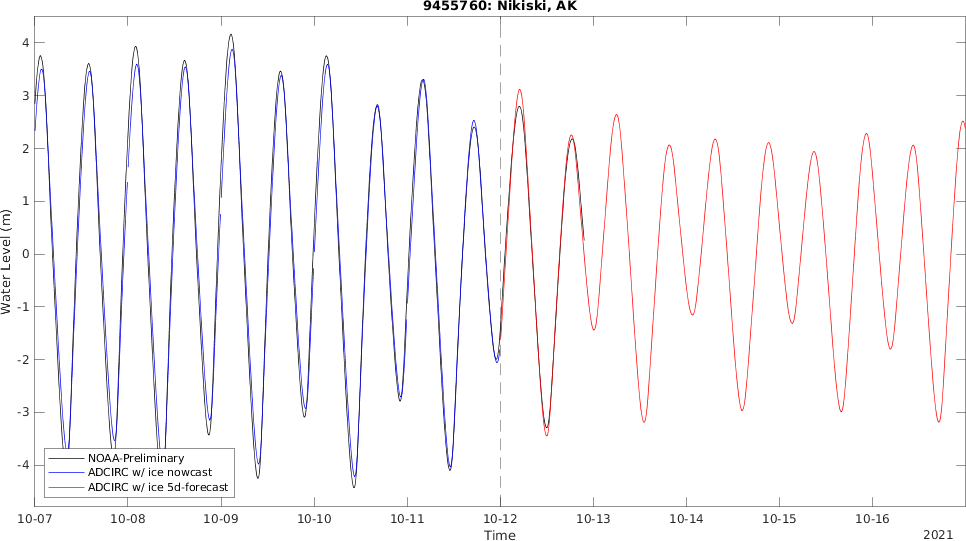 9455760: Nikiski, AK
Water Level (m)
4
3
2
1
0
-1
-2
-3
-4
NOAA-Preliminary
ADCIRC w/ ice nowcast
ADCIRC w/ ice 5d-forecast
10-07 10-08 10-09 10-10 10-11 10-12 10-13 10-14 10-15 10-16
Time
2021